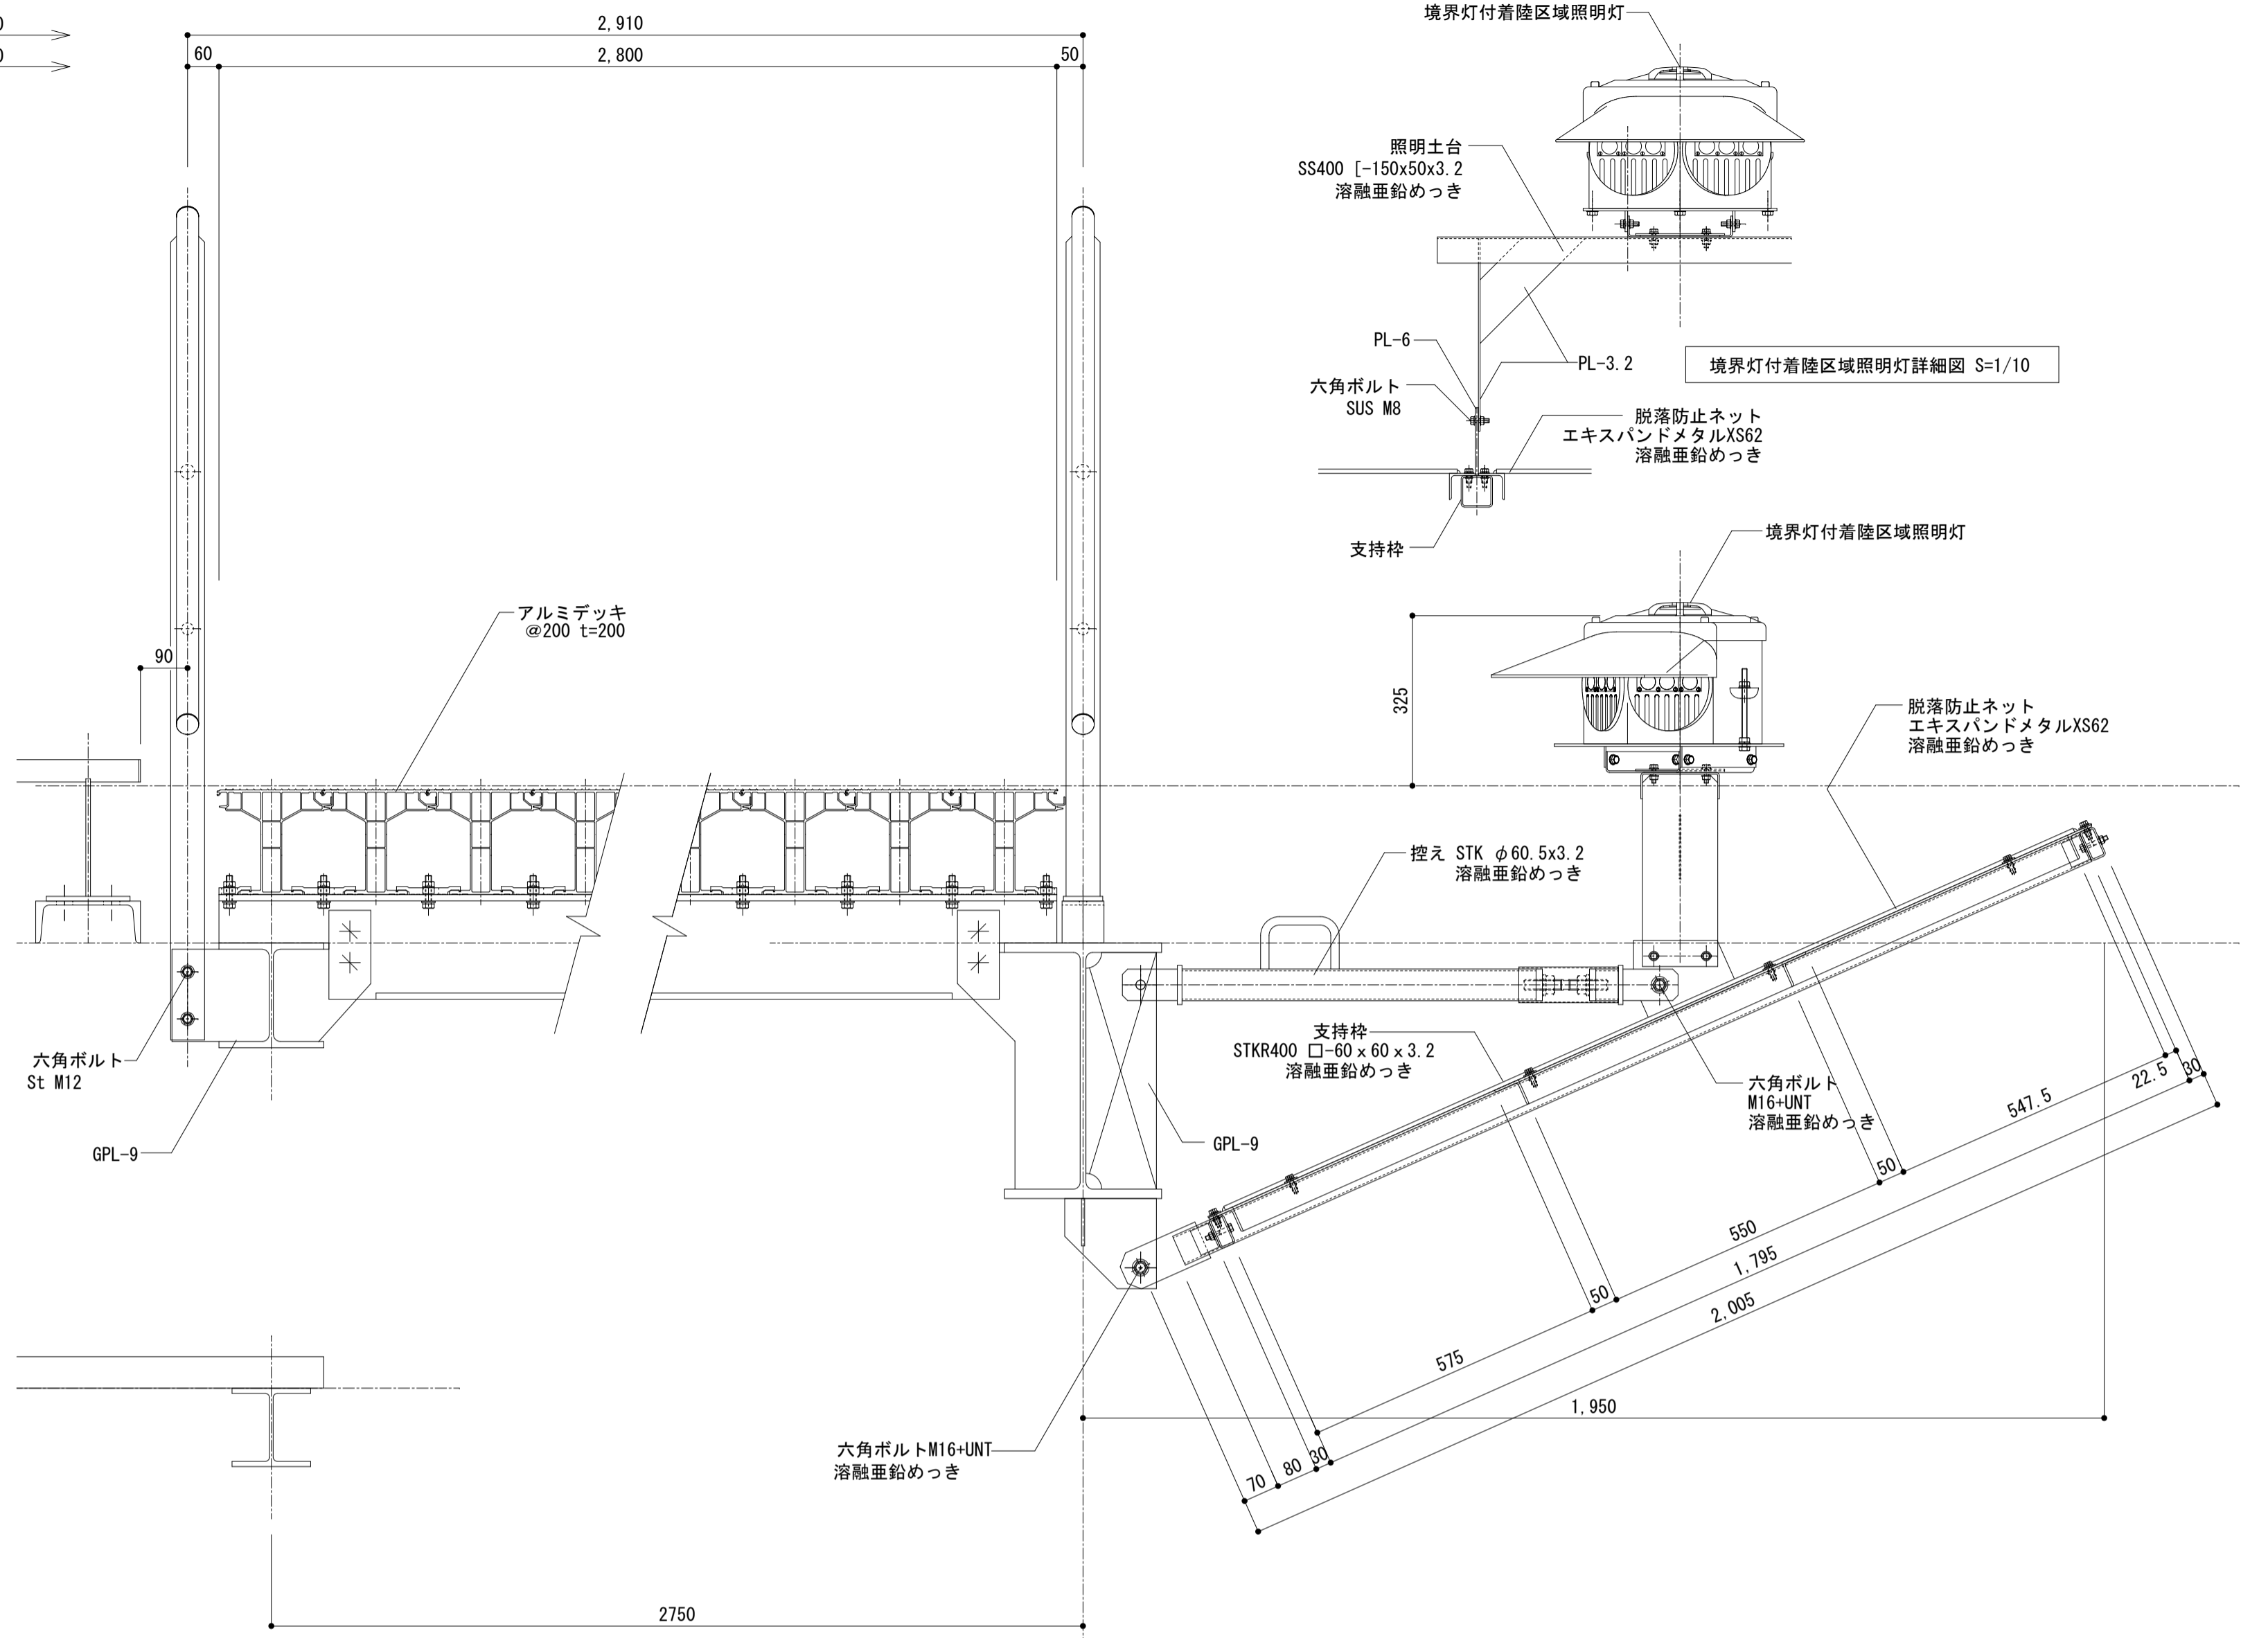 0
0
2,910
60
2,800
50
境界灯付着陸区域照明灯
照明土台
SS400 [-150x50x3.2
溶融亜鉛めっき
PL-6
PL-3.2
境界灯付着陸区域照明灯詳細図 S=1/10
六角ボルト
SUS M8
脱落防止ネット
エキスパンドメタルXS62
溶融亜鉛めっき
支持枠
境界灯付着陸区域照明灯
アルミデッキ
@200 t=200
90
325
脱落防止ネット
エキスパンドメタルXS62
溶融亜鉛めっき
控え STK φ60.5x3.2
溶融亜鉛めっき
支持枠
STKR400 □-60×60×3.2
溶融亜鉛めっき
六角ボルト
St M12
GPL-9
GPL-9
六角ボルト
M16+UNT
溶融亜鉛めっき
547.5
22.5
30
50
550
1,795
2,005
50
575
1,950
30
80
70
六角ボルトM16+UNT
溶融亜鉛めっき
2750